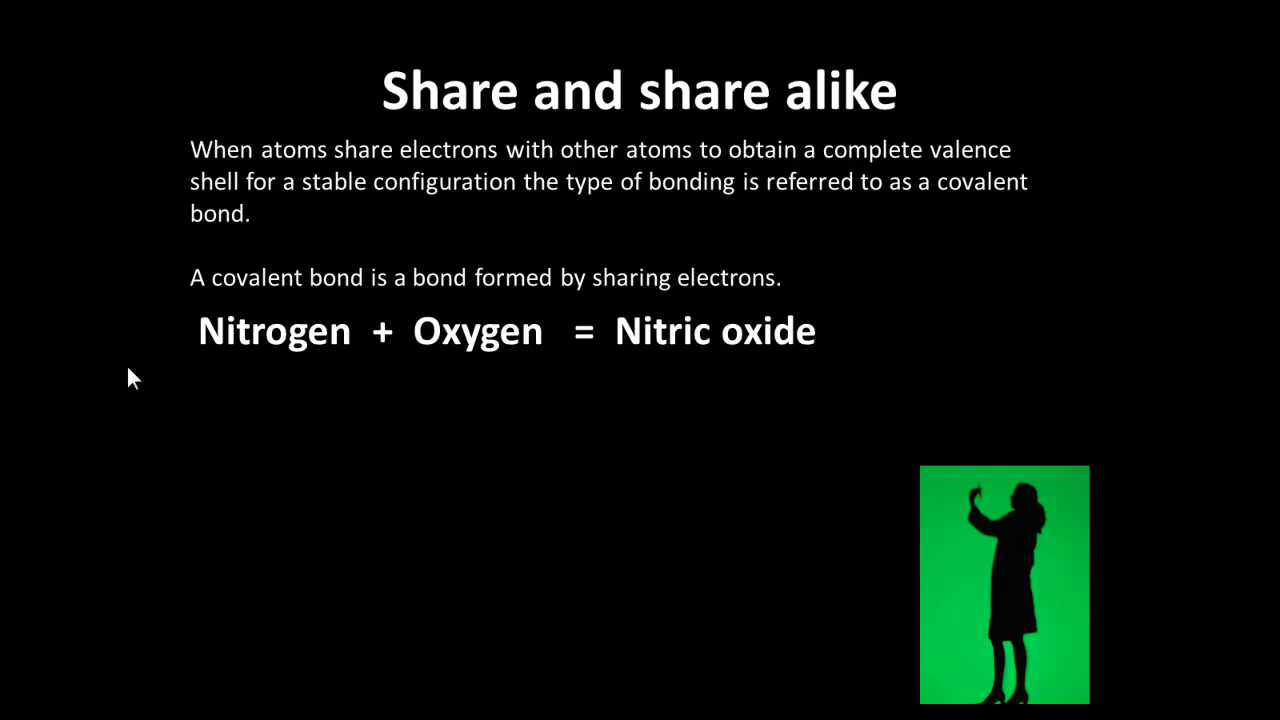 Share and share alike
When atoms share electrons with other atoms to obtain a complete valence
shell for a stable configuration the type of bonding is referred to as a covalent
bond.
A covalent bond is a bond formed by sharing electrons.
Nitrogen + Oxygen = Nitric oxide